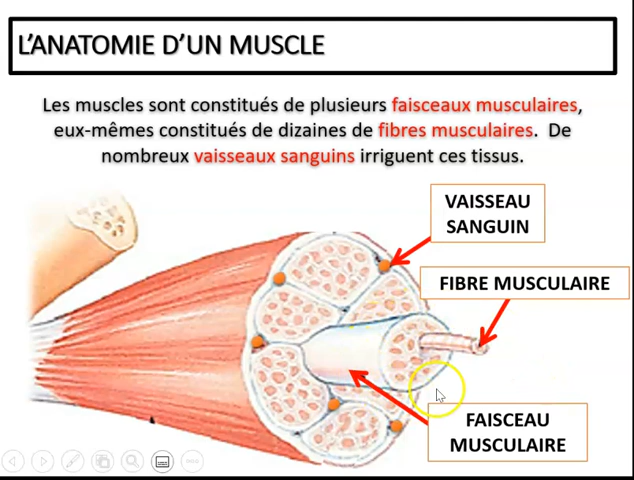 L'ANATOMIE D'UN MUSCLE
Les muscles sont constitués de plusieurs faisceaux musculaires,
eux-mêmes constitués de dizaines de fibres musculaires. De
nombreux vaisseaux sanguins irriguent ces tissus.
VAISSEAU
SANGUIN
FIBRE MUSCULAIRE
FAISCEAU
MUSCULAIRE